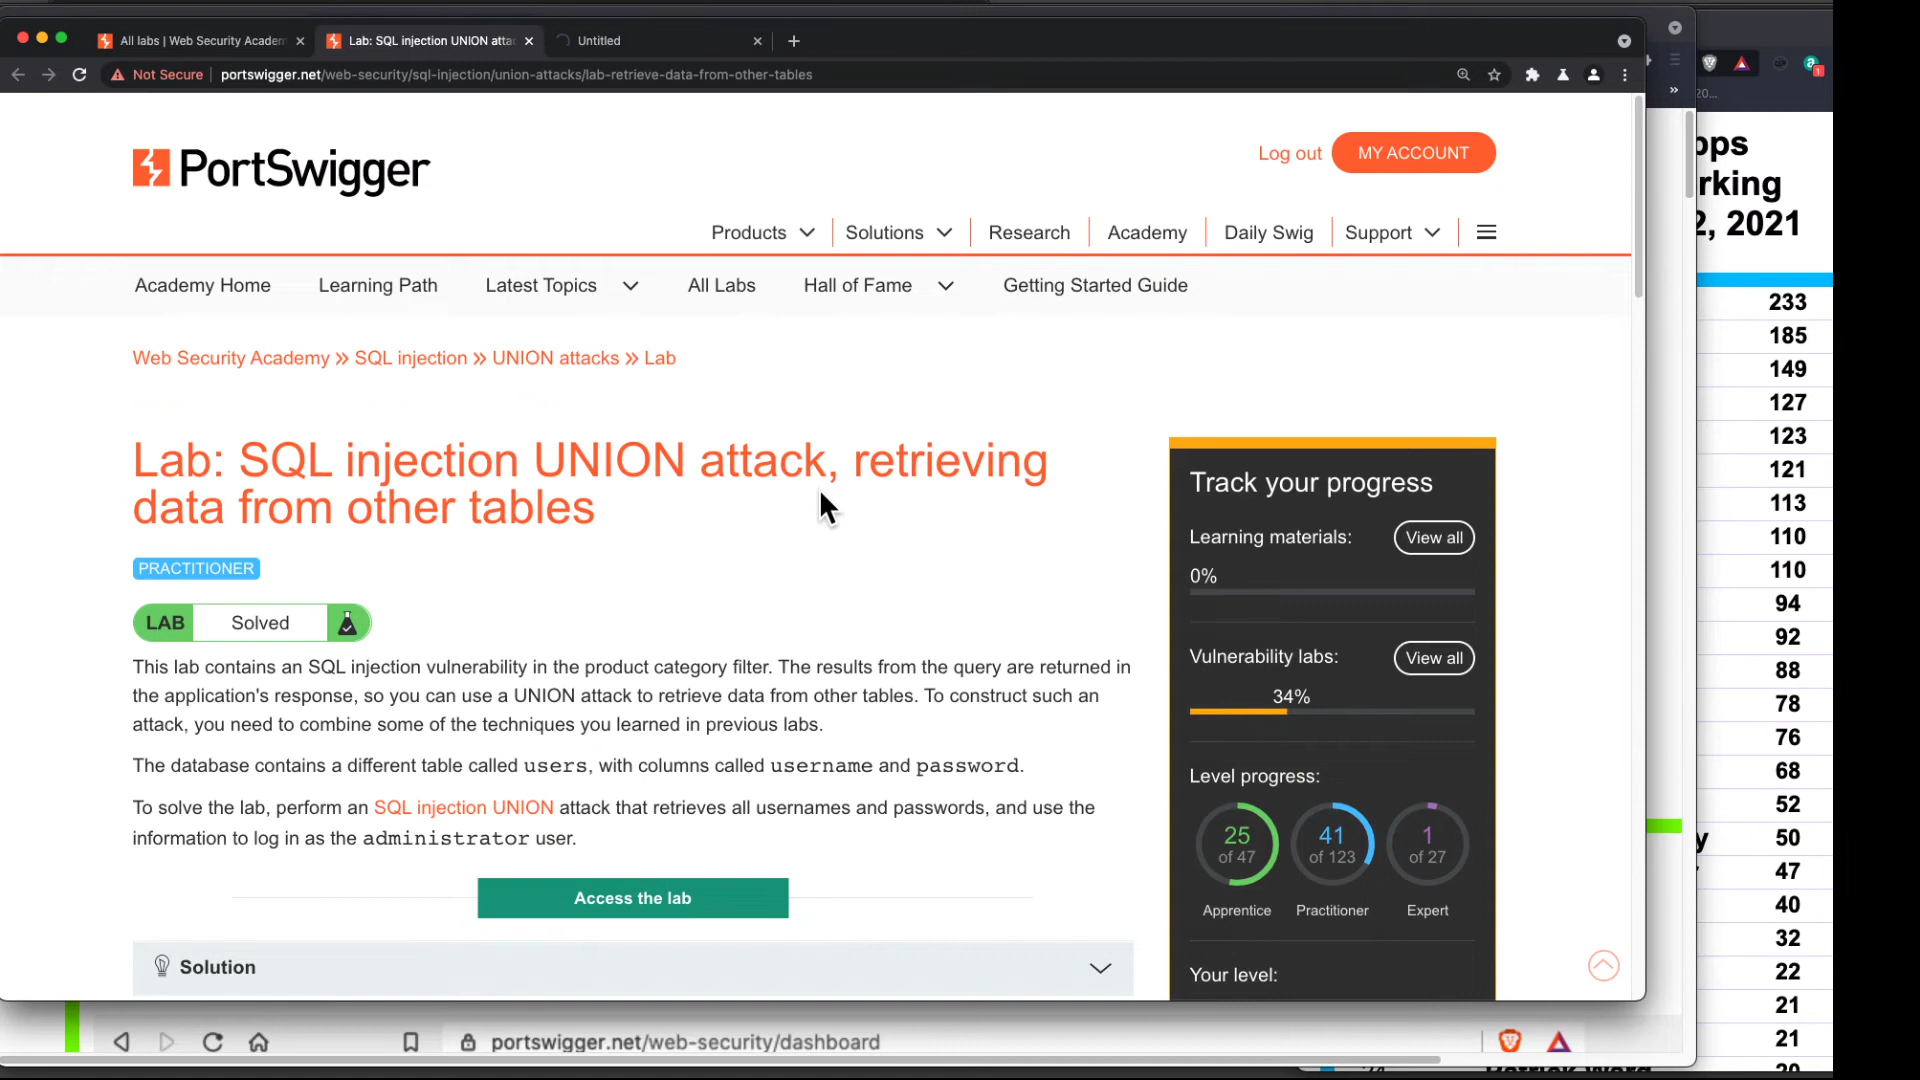 All labs | Web Security Academ
Lab: SQL injection UNION atta
Untitled
Not Secure
portswigger.net/web-security/sql-injection/union-attacks/lab-retrieve-data-from-other-tables
PortSwigger
Log out
MY ACCOUNT
Products
Solutions
Research
Academy
Daily Swig
Support
Academy Home
Learning Path
Latest Topics
All Labs
Hall of Fame
Getting Started Guide
Web Security Academy » SQL injection » UNION attacks » Lab
Lab: SQL injection UNION attack, retrieving
data from other tables
PRACTITIONER
LAB Solved
This lab contains an SQL injection vulnerability in the product category filter. The results from the query are returned in
the application's response, so you can use a UNION attack to retrieve data from other tables. To construct such an
attack, you need to combine some of the techniques you learned in previous labs.
The database contains a different table called users, with columns called username and password.
To solve the lab, perform an SQL injection UNION attack that retrieves all usernames and passwords, and use the
information to log in as the administrator user.
Access the lab
Solution
Track your progress
Learning materials:
View all
0%
Vulnerability labs:
View all
34%
Level progress:
25
of 47
41
of 123
1
of 27
Apprentice
Practitioner
Expert
Your level:
portswigger.net/web-security/dashboard
1
20...
pps
rking
2, 2021
233
185
149
127
123
121
113
110
110
94
92
88
78
76
68
52
y
50
47
40
32
22
21
21
20